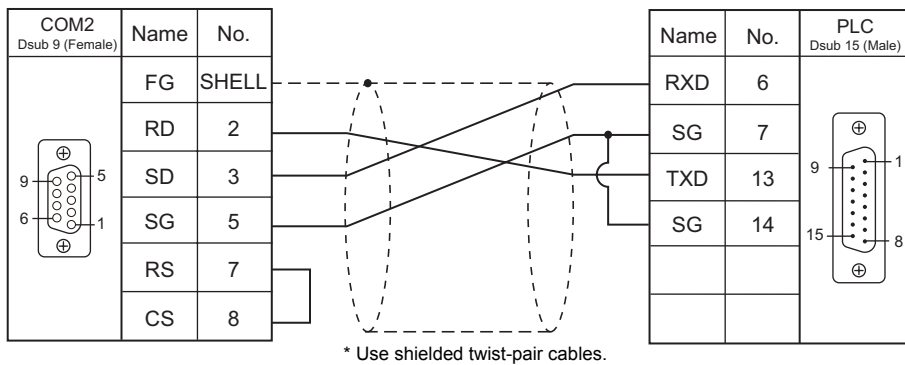 COM2
Dsub 9 (Female)
Name No.
FG SHELL
RD 2
SD 3
SG 5
RS 7
CS 8
9
5
6
1
Name No.
PLC
Dsub 15 (Male)
RXD 6
SG 7
TXD 13
SG 14
9
1
15
8
* Use shielded twist-pair cables.